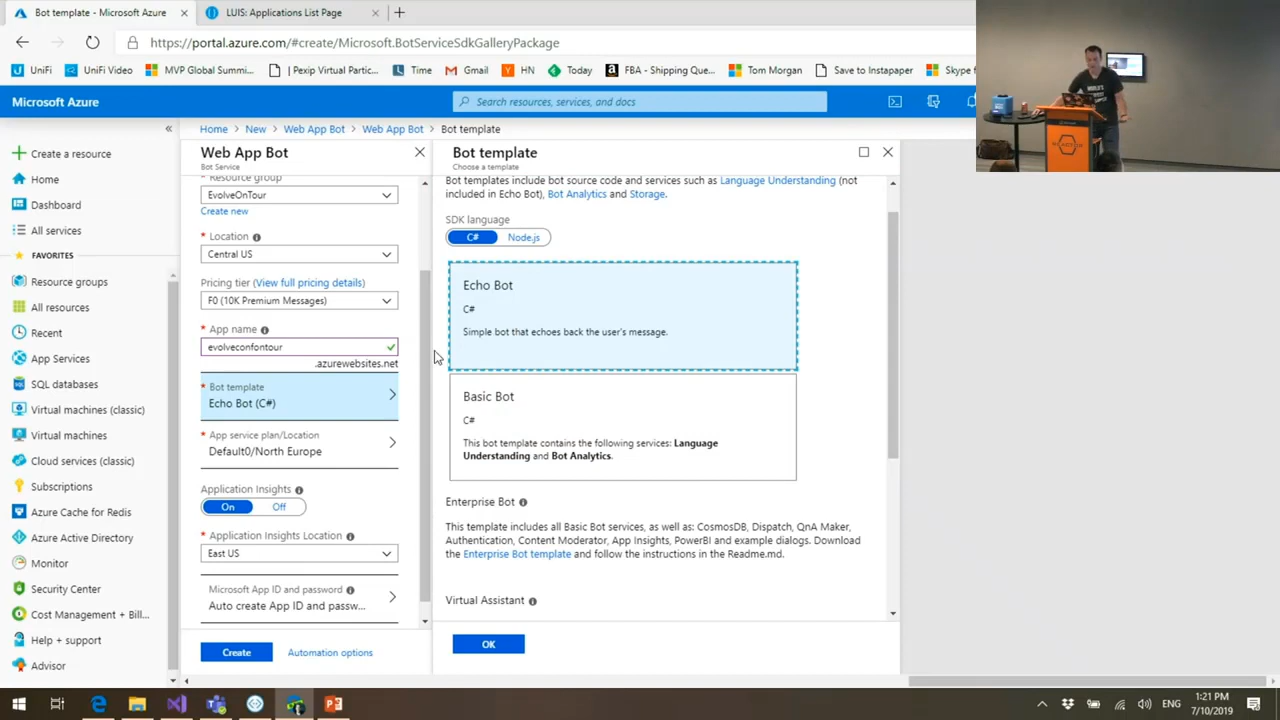 Bot template - Microsoft Azure
LUIS: Applications List Page
https://portal.azure.com/#create/Microsoft.BotServiceSdkGalleryPackage
UniFi
UniFi Video
MVP Global Summi...
| Pexip Virtual Partic...
Time
Gmail
HN
Today
FBA - Shipping Que...
Tom Morgan
Save to Instapaper
Skype f
Microsoft Azure
Search resources, services, and docs
Home > New > Web App Bot > Web App Bot > Bot template
Create a resource
Home
Dashboard
All services
FAVORITES
Resource groups
All resources
Recent
App Services
SQL databases
Virtual machines (classic)
Virtual machines
Cloud services (classic)
Subscriptions
Azure Cache for Redis
Azure Active Directory
Monitor
Security Center
Cost Management + Bill...
Help + support
Advisor
Web App Bot
Bot Service
Resource group
EvolveOnTour
Create new
* Location
Central US
Pricing tier (View full pricing details)
F0 (10K Premium Messages)
* App name
evolveconfontour
.azurewebsites.net
* Bot template
Echo Bot (C#)
* App service plan/Location
Default0/North Europe
Application Insights
On
Off
* Application Insights Location
East US
Microsoft App ID and password
Auto create App ID and passw...
Create
Automation options
Bot template
Choose a template
Bot templates include bot source code and services such as Language Understanding (not
included in Echo Bot), Bot Analytics and Storage.
SDK language
C#
Node.js
Echo Bot
C#
Simple bot that echoes back the user's message.
Basic Bot
C#
This bot template contains the following services: Language
Understanding and Bot Analytics.
Enterprise Bot
This template includes all Basic Bot services, as well as: CosmosDB, Dispatch, QnA Maker,
Authentication, Content Moderator, App Insights, PowerBI and example dialogs. Download
the Enterprise Bot template and follow the instructions in the Readme.md.
Virtual Assistant
OK
ENG
1:21 PM
7/10/2019